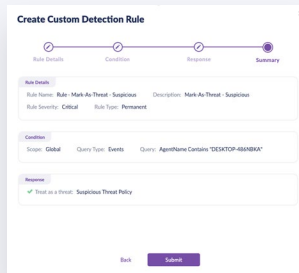 Create Custom Detection Rule
Rule Details Condition Response Summary
Rule Details
Rule Name: Rule - Mark-As-Threat - Suspicious Description: Mark-As-Threat - Suspicious
Rule Severity: Critical Rule Type: Permanent
Condition
Scope: Global Query Type: Events Query: AgentName Contains "DESKTOP-486NBKA"
Response
Treat as a threat: Suspicious Threat Policy
Back Submit